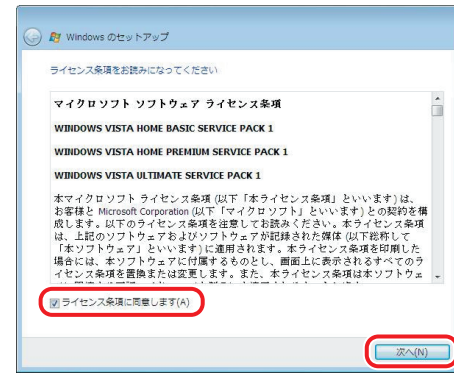 Windows のセットアップ
ライセンス条項をお読みになってください
マイクロソフト ソフトウェア ライセンス条項
WINDOWS VISTA HOME BASIC SERVICE PACK 1
WINDOWS VISTA HOME PREMIUM SERVICE PACK 1
WINDOWS VISTA ULTIMATE SERVICE PACK 1
本マイクロソフト ライセンス条項 (以下「本ライセンス条項」といいます) は、
お客様と Microsoft Corporation (以下「マイクロソフト」といいます) との契約を構
成します。以下のライセンス条項を注意してお読みください。本ライセンス条項
は、上記のソフトウェアおよびソフトウェアが記録された媒体 (以下総称して
「本ソフトウェア」といいます) に適用されます。本ライセンス条項を印刷した
場合には、本ソフトウェアに付属するものとし、画面上に表示されるすべてのラ
イセンス条項を置換または変更します。また、本ライセンス条項は本ソフトウェ
ライセンス条項に同意します(A)
次へ(N)